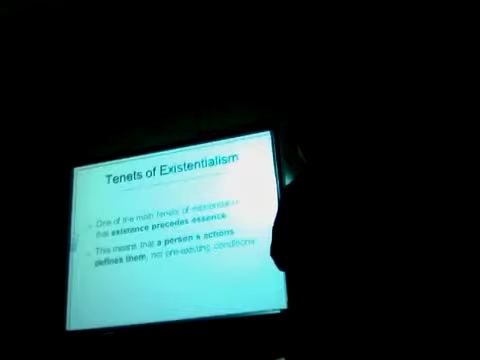 Tenets of Existentialism
One of the main tenets of existentialism
that existence precedes essence
This means that a person's actions
defines them, not pre-existing conditions